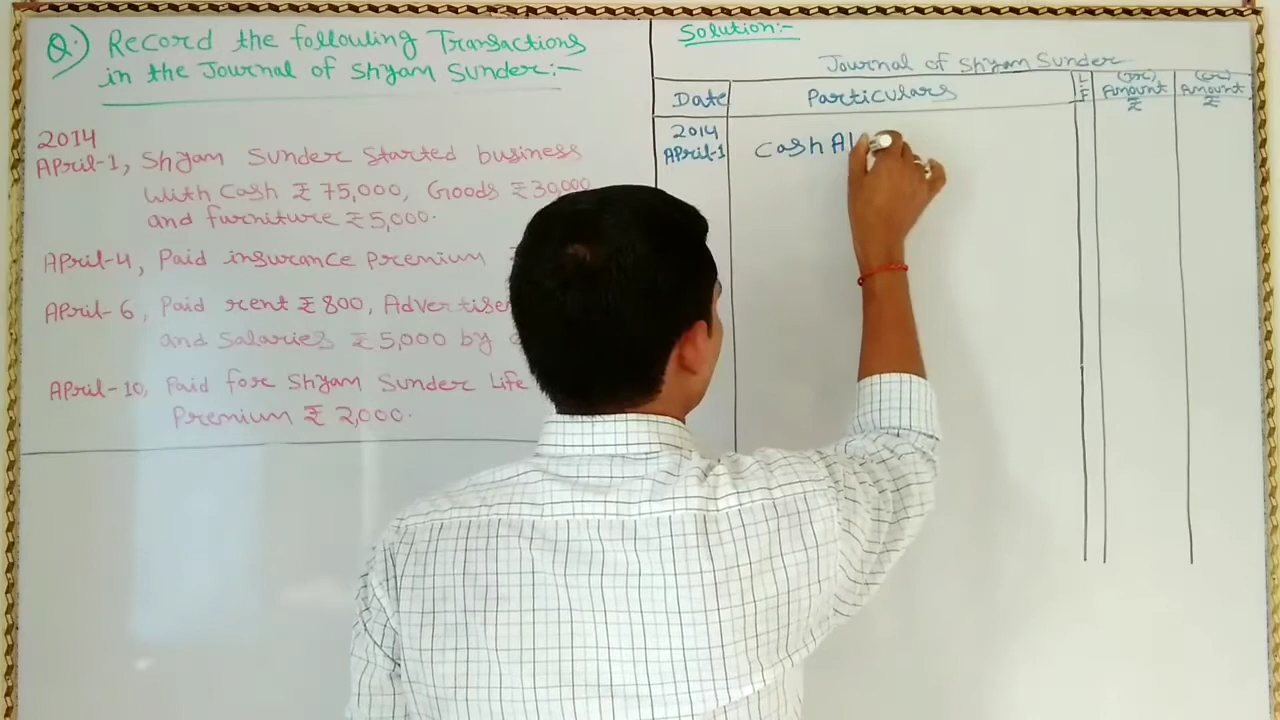 Q.) Record the following Transactions
in the Journal of Shyam Sunder:-
2014
April-1, Shyam Sunder Started business
With Cash ₹ 75,000, Goods ₹ 30,000
and furniture ₹ 5,000.
April-4, Paid insurance premium
April-6, Paid rent ₹ 800,
and Salaries ₹ 5,000 by
April-10, Paid for Shyam Sunder Life
Premium ₹ 2,000.
Solution:-
Journal of Shyam Sunder
Date Particulars L F (Dr) Amount ₹ (Cr) Amount ₹
2014
April-1 Cash